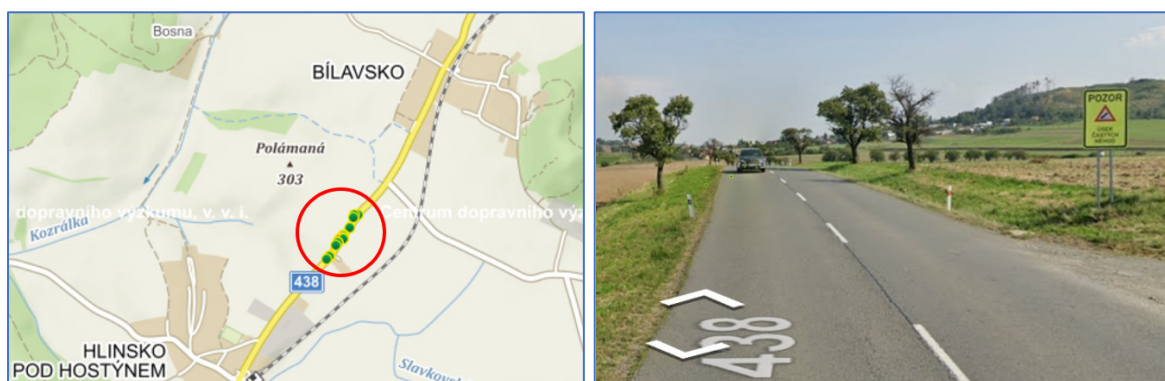 Bosna
BÍLAVSKO
Polámaná
303
dopravního výzkumu, v. v. i.
Centrum dopravního výz
Kozrálka
438
HLINSKO
POD HOSTÝNEM
Slavkovsk
POZOR
ÚSEK
ČASTÝCH
NEHOD
438